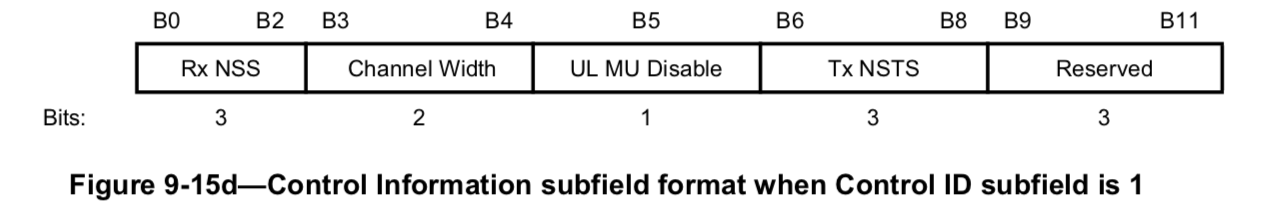 B0 B2 B3 B4 B5 B6 B8 B9 B11
Rx NSS Channel Width UL MU Disable Tx NSTS Reserved
Bits: 3 2 1 3 3
Figure 9-15d—Control Information subfield format when Control ID subfield is 1